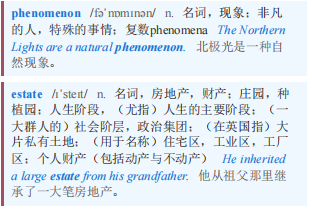 phenomenon /fəˈnɒmɪnən/ n. 名词，现象；非凡
的人，特殊的事情；复数phenomena The Northern
Lights are a natural phenomenon. 北极光是一种自
然现象。
estate /ɪˈsteɪt/ n. 名词，房地产，财产；庄园，种
植园；人生阶段，（尤指）人生的主要阶段；（一
大群人的）社会阶层，政治集团；（在英国指）大
片私有土地；（用于名称）住宅区，工业区，工厂
区；个人财产（包括动产与不动产） He inherited
a large estate from his grandfather. 他从祖父那里继
承了一大笔房地产。